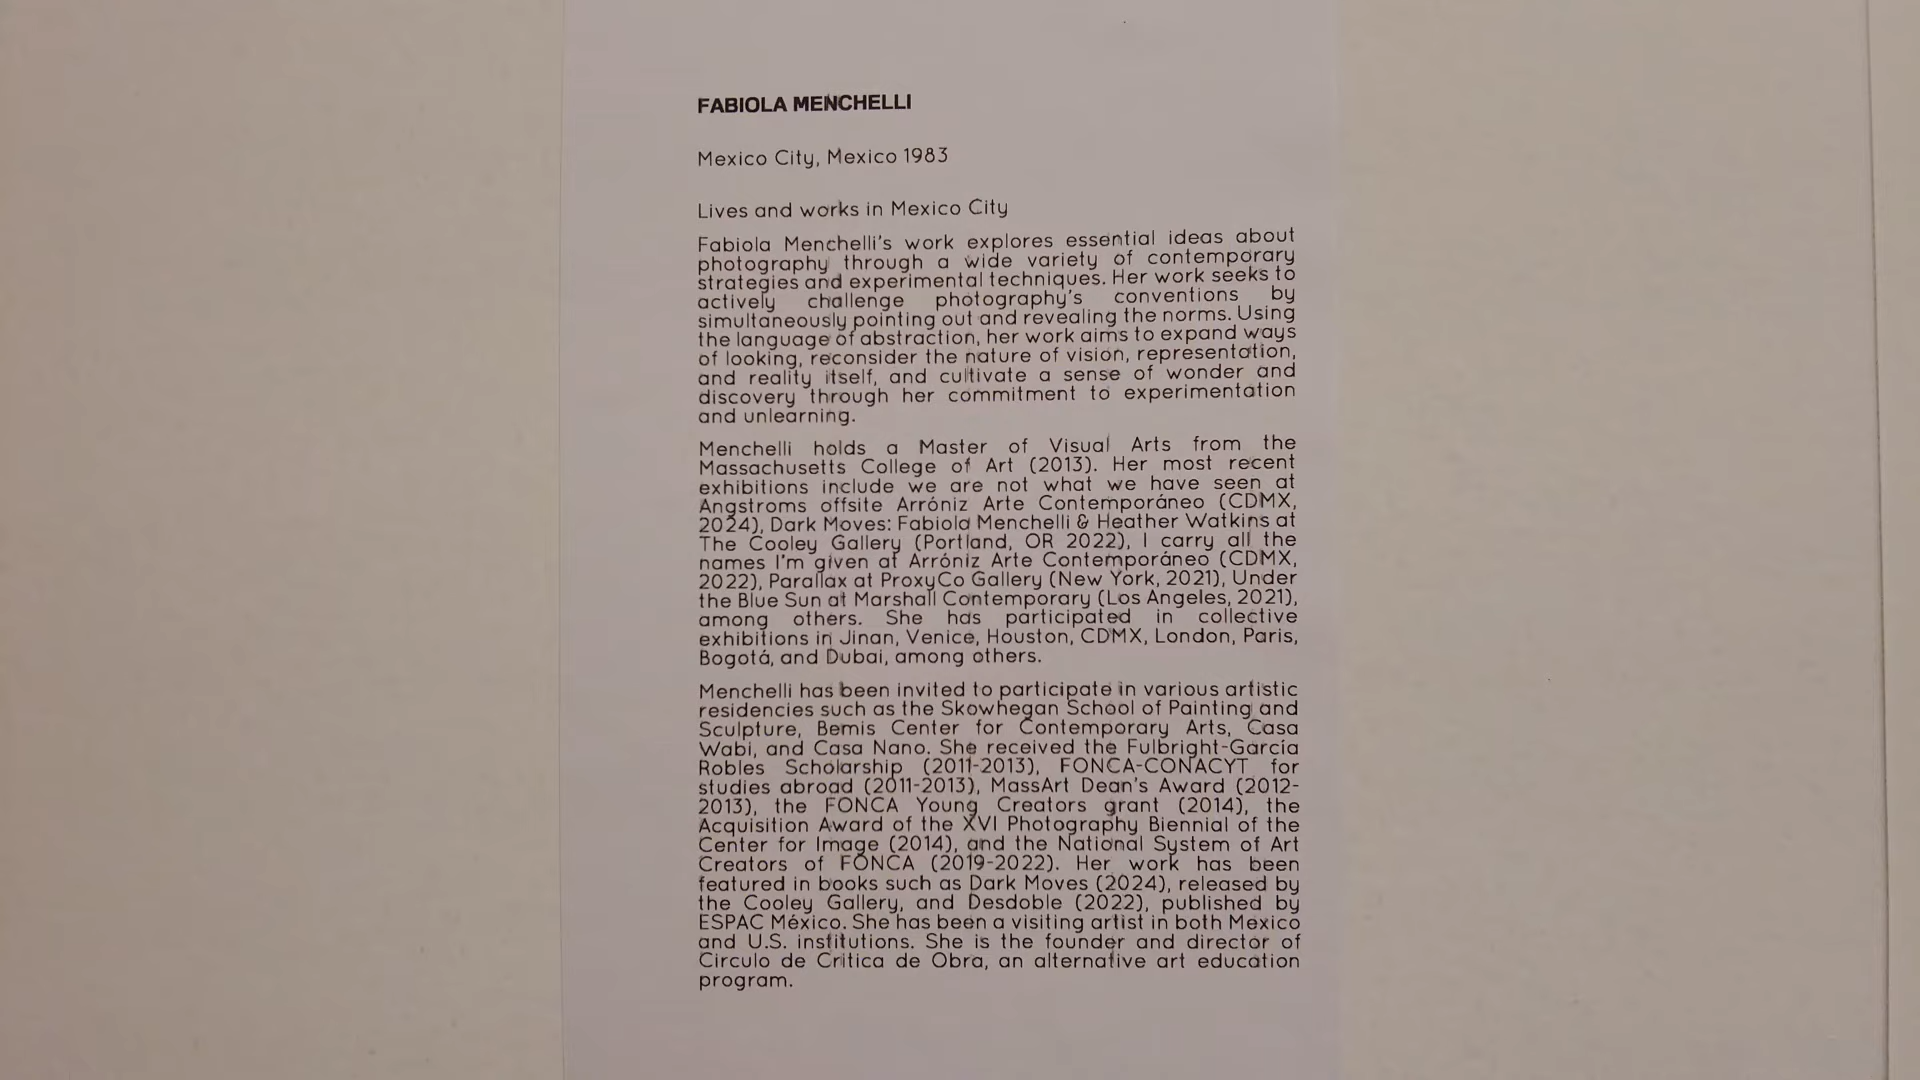 FABIOLA MENCHELLI
Mexico City, Mexico 1983
Lives and works in Mexico City
Fabiola Menchelli's work explores essential ideas about
photography through a wide variety of contemporary
strategies and experimental techniques. Her work seeks to
actively challenge photography's conventions by
simultaneously pointing out and revealing the norms. Using
the language of abstraction, her work aims to expand ways
of looking, reconsider the nature of vision, representation,
and reality itself, and cultivate a sense of wonder and
discovery through her commitment to experimentation
and unlearning.
Menchelli holds a Master of Visual Arts from the
Massachusetts College of Art (2013). Her most recent
exhibitions include we are not what we have seen at
Angstroms offsite Arróniz Arte Contemporáneo (CDMX,
2024), Dark Moves: Fabiola Menchelli & Heather Watkins at
The Cooley Gallery (Portland, OR 2022), I carry all the
names I'm given at Arróniz Arte Contemporáneo (CDMX,
2022), Parallax at ProxyCo Gallery (New York, 2021), Under
the Blue Sun at Marshall Contemporary (Los Angeles, 2021),
among others. She has participated in collective
exhibitions in Jinan, Venice, Houston, CDMX, London, Paris,
Bogotá, and Dubai, among others.
Menchelli has been invited to participate in various artistic
residencies such as the Skowhegan School of Painting and
Sculpture, Bemis Center for Contemporary Arts, Casa
Wabi, and Casa Nano. She received the Fulbright-García
Robles Scholarship (2011-2013), FONCA-CONACYT for
studies abroad (2011-2013), MassArt Dean's Award (2012-
2013), the FONCA Young Creators grant (2014), the
Acquisition Award of the XVI Photography Biennial of the
Center for Image (2014), and the National System of Art
Creators of FONCA (2019-2022). Her work has been
featured in books such as Dark Moves (2024), released by
the Cooley Gallery, and Desdoble (2022), published by
ESPAC México. She has been a visiting artist in both Mexico
and U.S. institutions. She is the founder and director of
Circulo de Critica de Obra, an alternative art education
program.